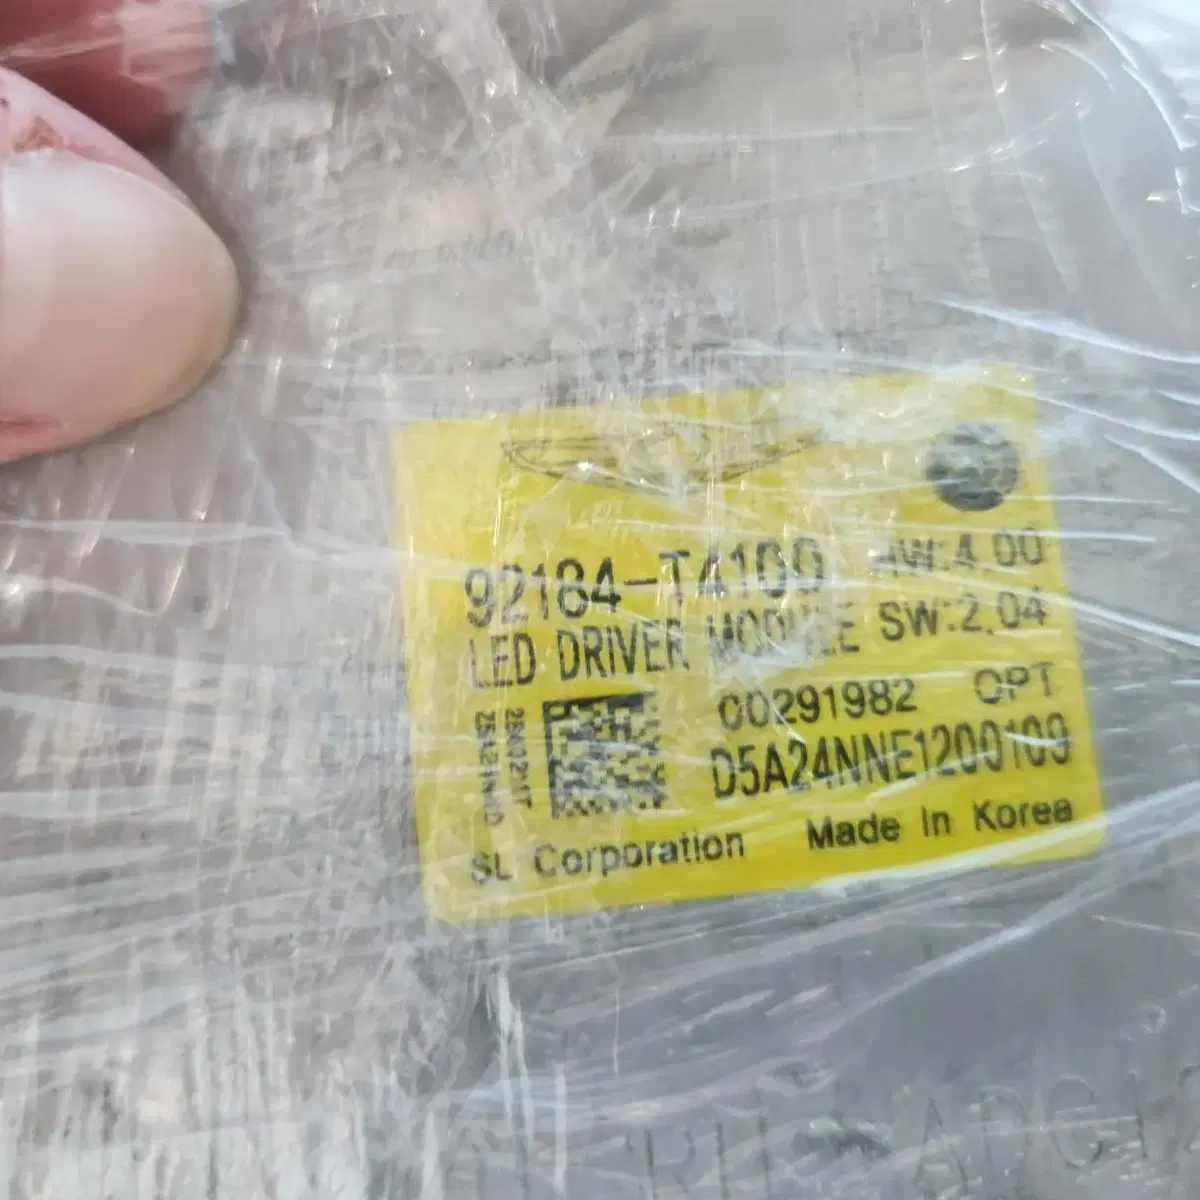 92184-T4100 HW:4.00
LED DRIVER MODULE SW:2.04
00291982 OPT
D5A24NNE1200109
SL Corporation Made In Korea